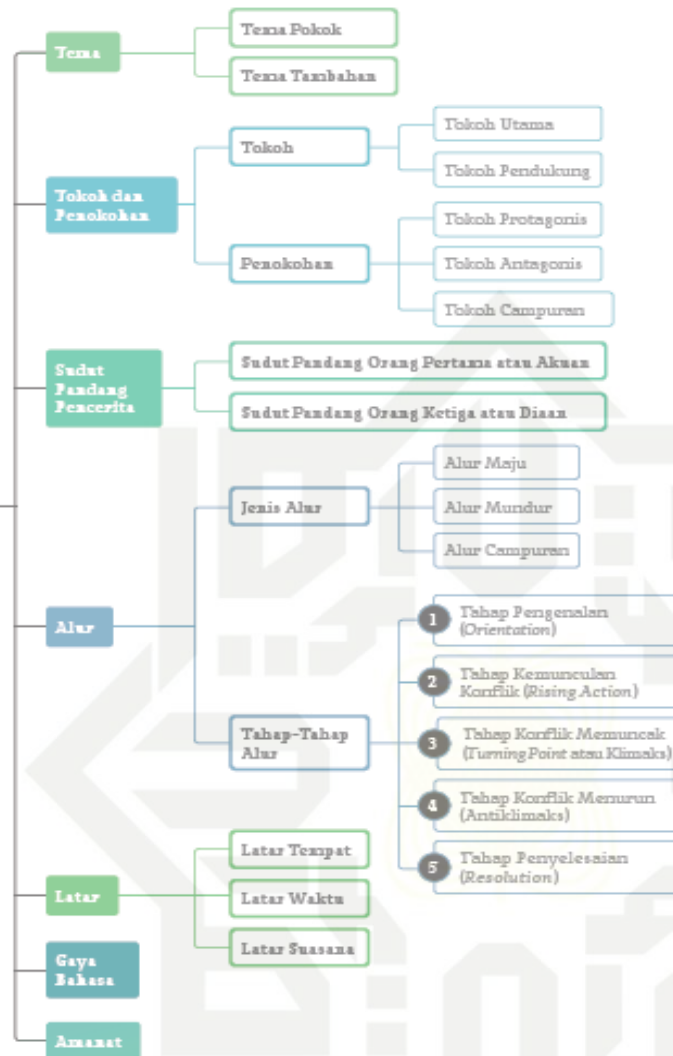 Tema
Tema Pokok
Tema Tambahan
Tokoh dan
Penokohan
Tokoh
Tokoh Utama
Tokoh Pendukung
Penokohan
Tokoh Protagonis
Tokoh Antagonis
Tokoh Campuran
Sudut
Pandang
Pencerita
Sudut Pandang Orang Pertama atau Akuan
Sudut Pandang Orang Ketiga atau Diaan
Alur
Jenis Alur
Alur Maju
Alur Mundur
Alur Campuran
Tahap-Tahap
Alur
1 Tahap Pengenalan
(Orientation)
2 Tahap Kemunculan
Konflik (Rising Action)
3 Tahap Konflik Memuncak
(Turning Point atau Klimaks)
4 Tahap Konflik Menurun
(Antiklimaks)
5 Tahap Penyelesaian
(Resolution)
Latar
Latar Tempat
Latar Waktu
Latar Suasana
Gaya
Bahasa
Amanat